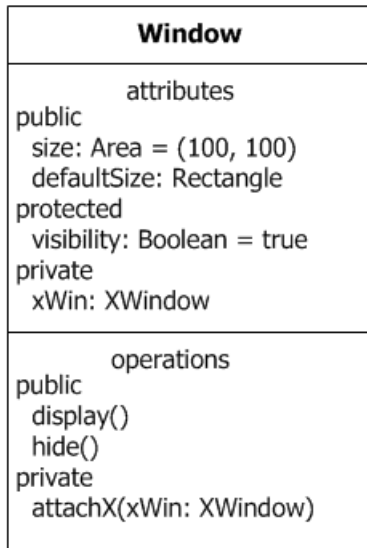 Window
attributes
public
size: Area = (100, 100)
defaultSize: Rectangle
protected
visibility: Boolean = true
private
xWin: XWindow
operations
public
display()
hide()
private
attachX(xWin: XWindow)